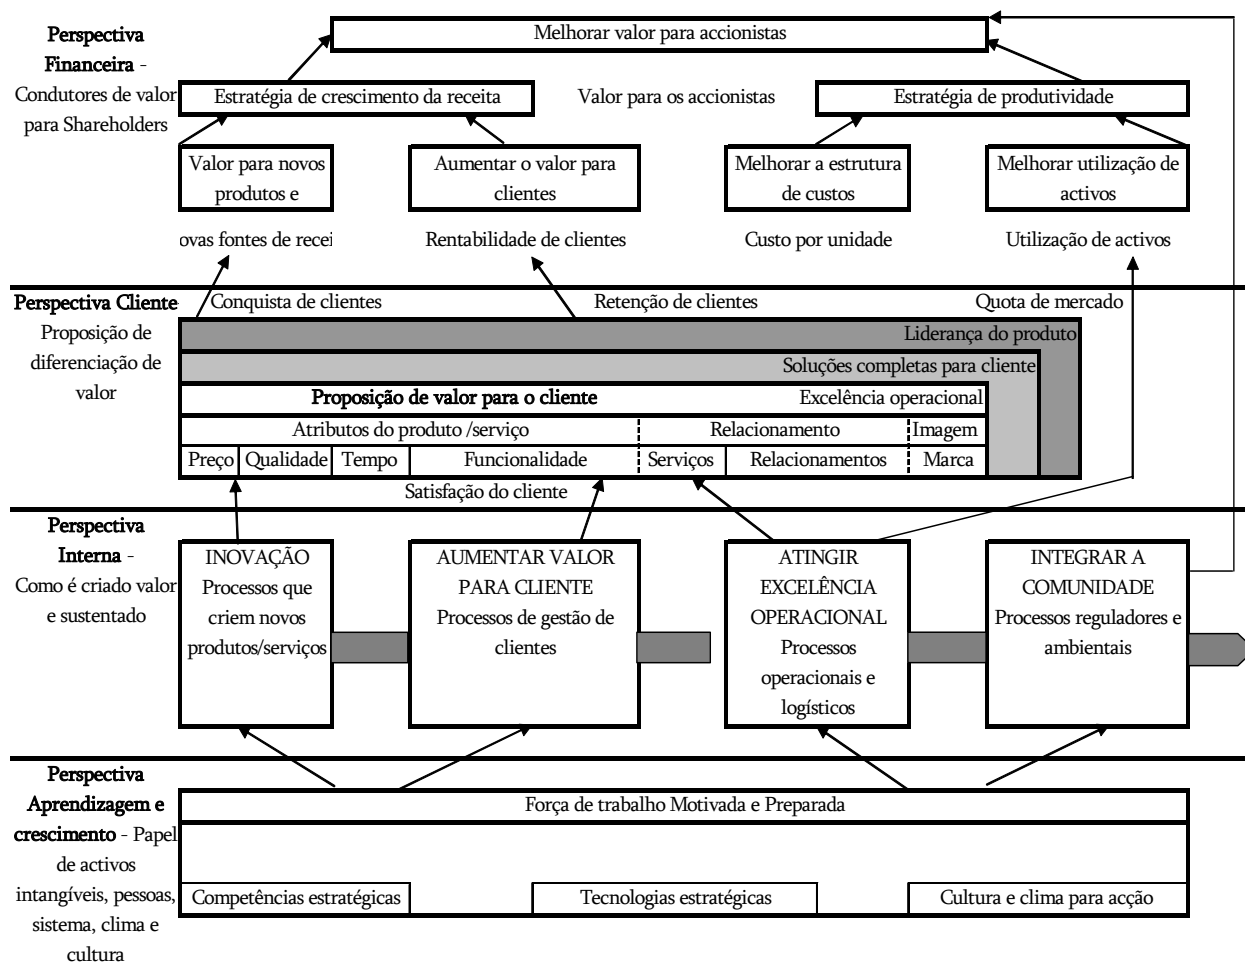 Perspectiva
Financeira -
Condutores de valor
para Shareholders
Melhorar valor para accionistas
Estratégia de crescimento da receita
Valor para os accionistas
Estratégia de produtividade
Valor para novos
produtos e
Aumentar o valor para
clientes
Melhorar a estrutura
de custos
Melhorar utilização de
activos
ovas fontes de recei
Rentabilidade de clientes
Custo por unidade
Utilização de activos
Perspectiva Cliente
Proposição de
diferenciação de
valor
Conquista de clientes
Retenção de clientes
Quota de mercado
Liderança do produto
Soluções completas para cliente
Proposição de valor para o cliente
Excelência operacional
Atributos do produto /serviço
Relacionamento
Imagem
Preço
Qualidade
Tempo
Funcionalidade
Serviços
Relacionamentos
Marca
Satisfação do cliente
Perspectiva
Interna -
Como é criado valor
e sustentado
INOVAÇÃO
Processos que
criem novos
produtos/serviços
AUMENTAR VALOR
PARA CLIENTE
Processos de gestão de
clientes
ATINGIR
EXCELÊNCIA
OPERACIONAL
Processos
operacionais e
logísticos
INTEGRAR A
COMUNIDADE
Processos reguladores e
ambientais
Perspectiva
Aprendizagem e
crescimento - Papel
de activos
intangíveis, pessoas,
sistema, clima e
cultura
Força de trabalho Motivada e Preparada
Competências estratégicas
Tecnologias estratégicas
Cultura e clima para acção